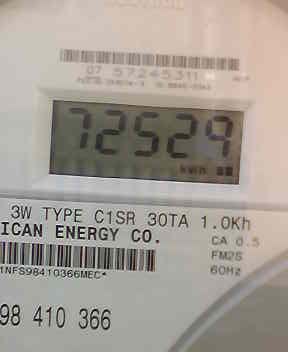 07 57245311
72529
kWh
3W TYPE C1SR 30TA 1.0Kh
ICAN ENERGY CO.
CA 0.5
FM2S
1NFS98410366MEC*
60Hz
98 410 366